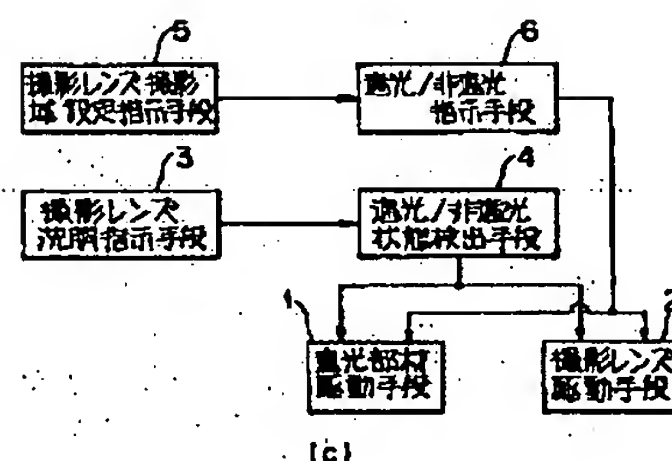 5
撮影レンズ撮影
域設定指示手段
6
遮光/非遮光
指示手段
3
撮影レンズ
沈胴指示手段
4
遮光/非遮光
状態検出手段
1
遮光部材
駆動手段
2
撮影レンズ
駆動手段
[c]